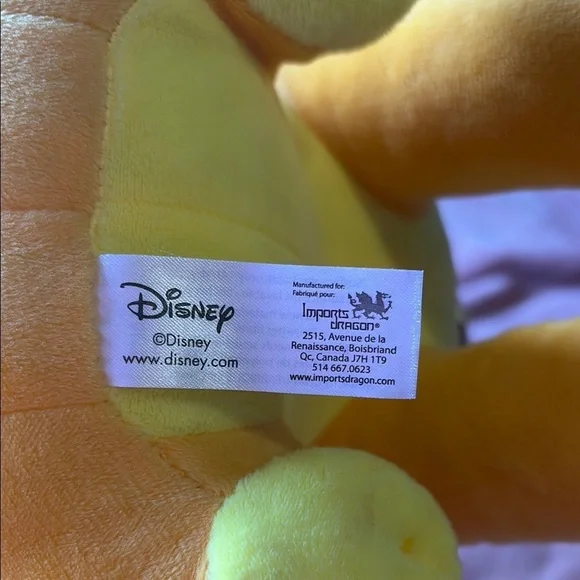 Disney
©Disney
www.disney.com
Manufactured for:
Fabriqué pour:
Imports
dragon®
2515, Avenue de la
Renaissance, Boisbriand
Qc, Canada J7H 1T9
514 667.0623
www.importsdragon.com